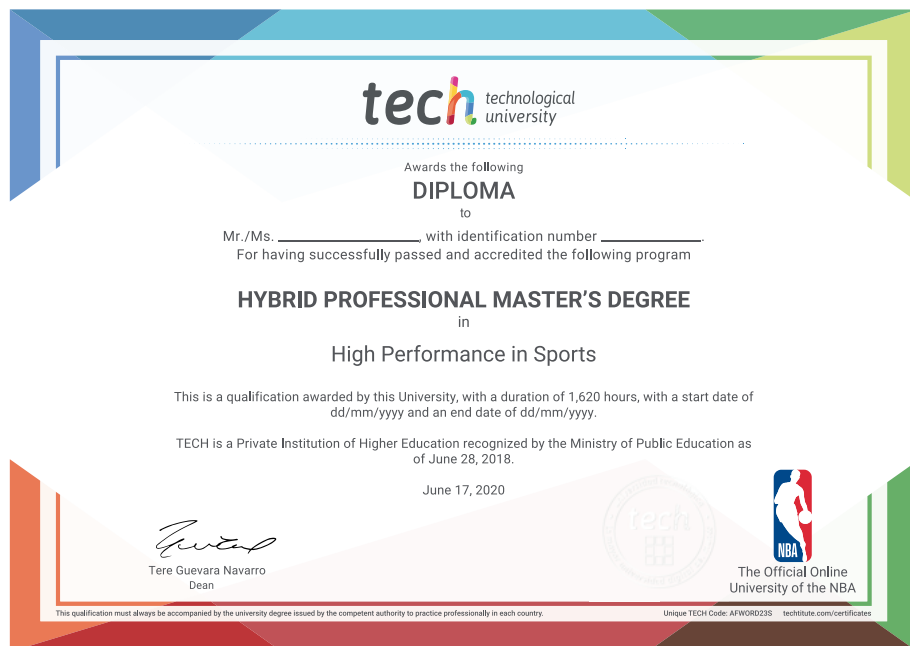 tech technological
university
Awards the following
DIPLOMA
to
Mr./Ms. ____________________, with identification number ______________.
For having successfully passed and accredited the following program
HYBRID PROFESSIONAL MASTER'S DEGREE
in
High Performance in Sports
This is a qualification awarded by this University, with a duration of 1,620 hours, with a start date of
dd/mm/yyyy and an end date of dd/mm/yyyy.
TECH is a Private Institution of Higher Education recognized by the Ministry of Public Education as
of June 28, 2018.
June 17, 2020
tech
NBA
Tere Guevara Navarro
Dean
The Official Online
University of the NBA
This qualification must always be accompanied by the university degree issued by the competent authority to practice professionally in each country.
Unique TECH Code: AFWORD23S techtitute.com/certificates